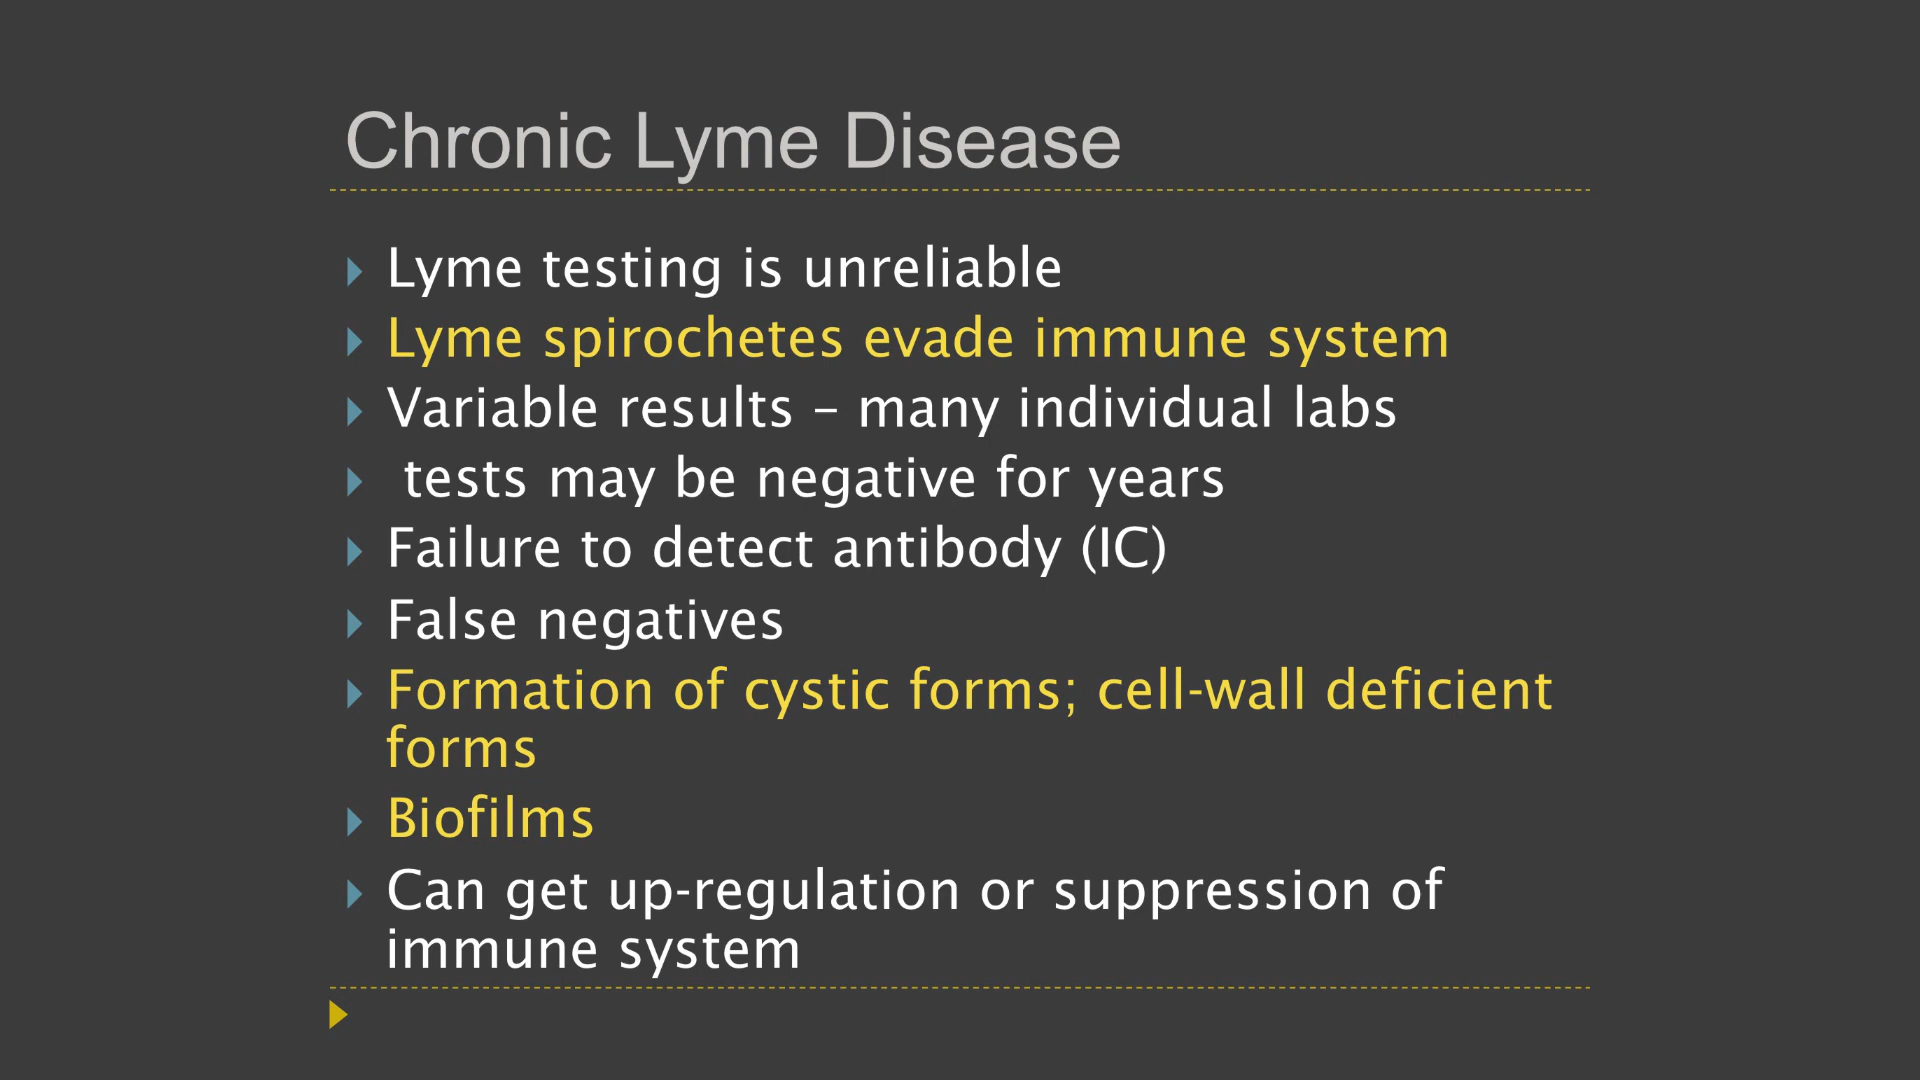 Chronic Lyme Disease
Lyme testing is unreliable
Lyme spirochetes evade immune system
Variable results – many individual labs
tests may be negative for years
Failure to detect antibody (IC)
False negatives
Formation of cystic forms; cell-wall deficient
forms
Biofilms
Can get up-regulation or suppression of
immune system